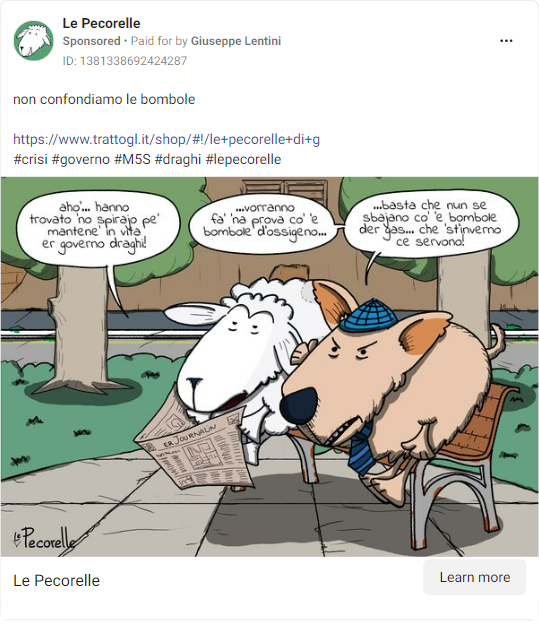 Le Pecorelle
Sponsored • Paid for by Giuseppe Lentini
ID: 1381338692424287
non confondiamo le bombole
https://www.trattogl.it/shop/#!/le+pecorelle+di+g
#crisi #governo #M5S #draghi #lepecorelle
aho'... hanno
trovato 'no spirajo pe'
mantene' in vita
er governo draghi!
...vorranno
fa' 'na prova co' 'e
bombole d'ossigeno...
...basta che nun se
sbajano co' 'e bombole
der gas... che 'st'inverno
ce servono!
ER JOURNALIN
Le Pecorelle
Le Pecorelle
Learn more